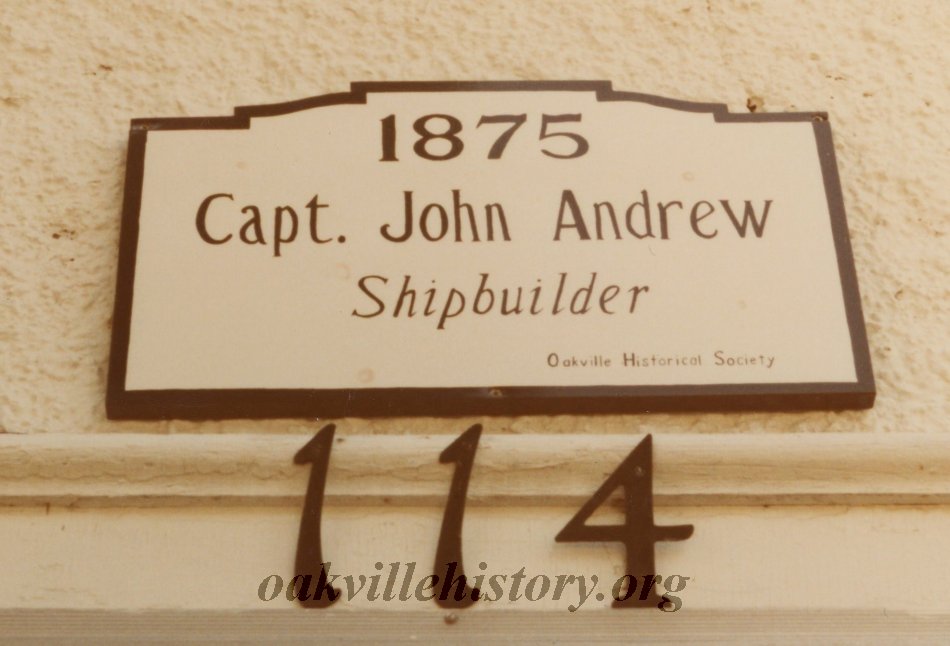 1875
Capt. John Andrew
Shipbuilder
Oakville Historical Society
114
oakvillehistory.org